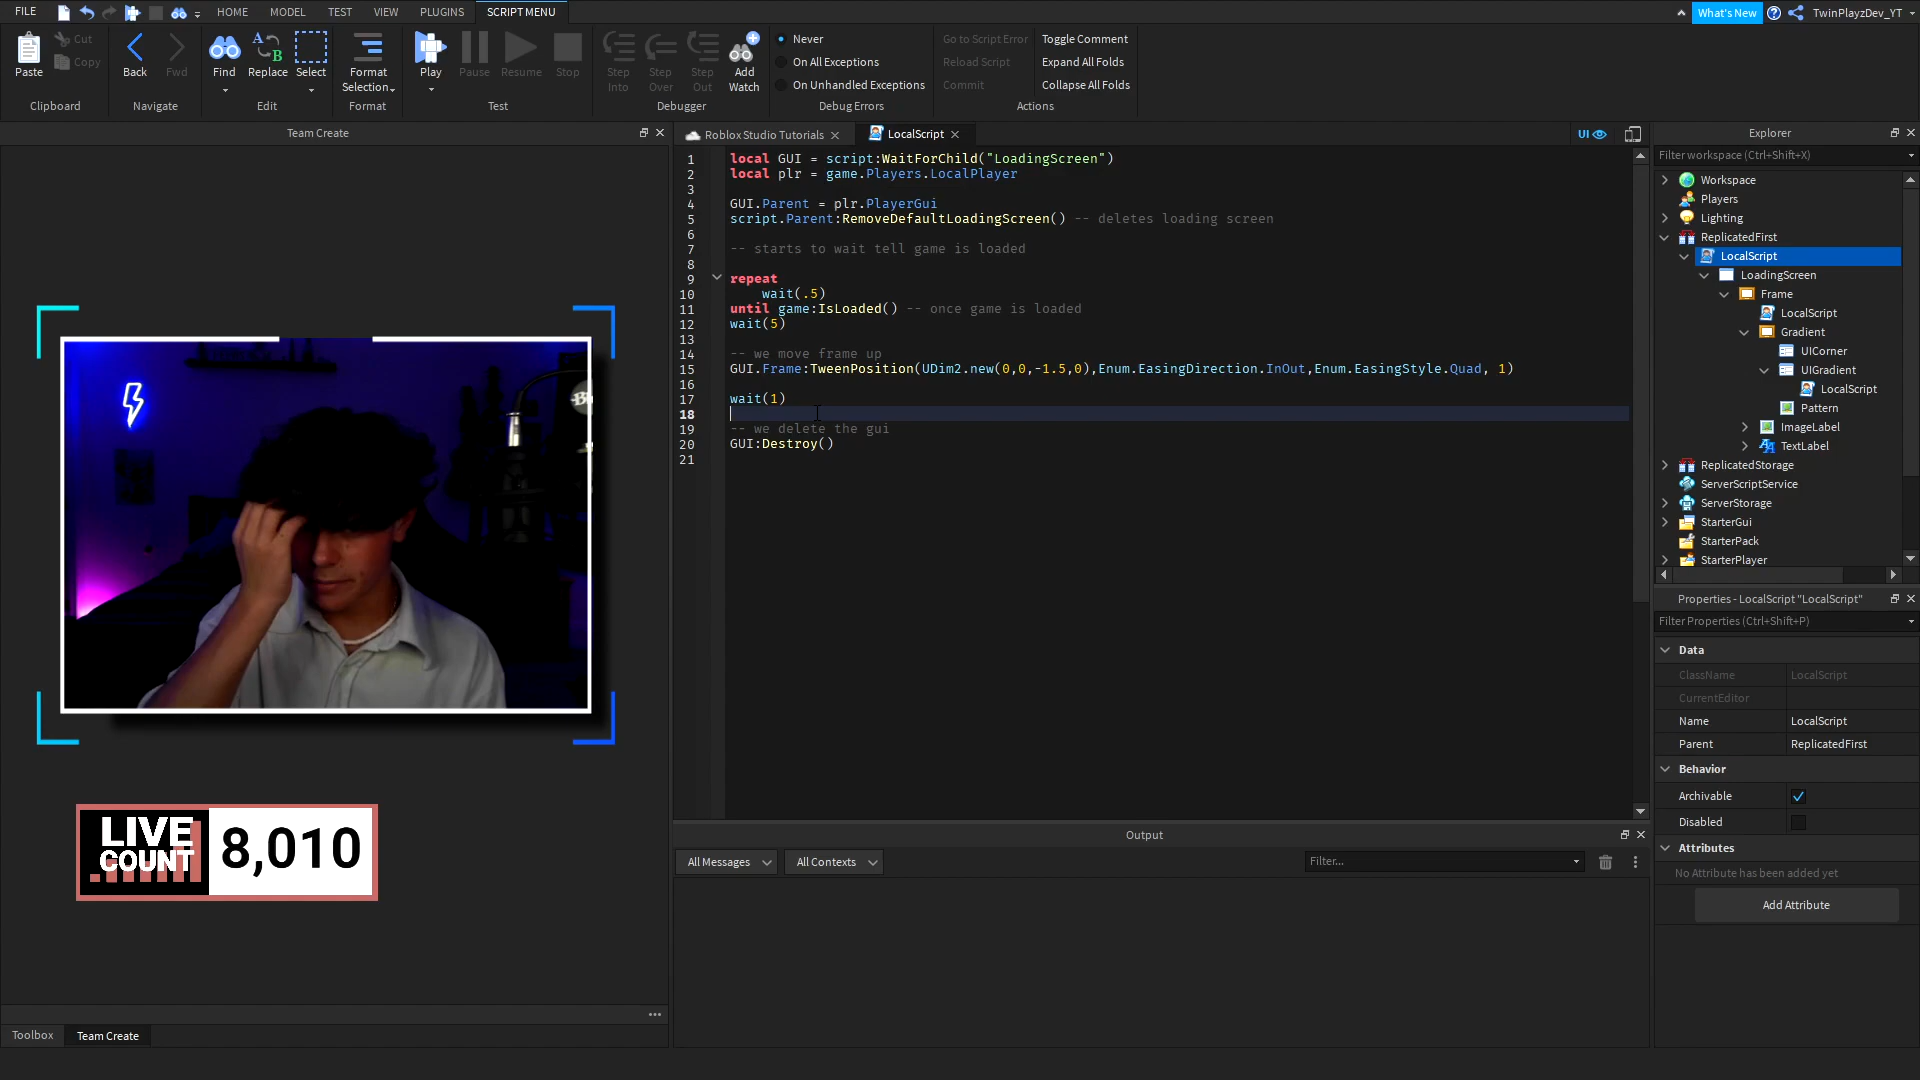 FILE
HOME
MODEL
TEST
VIEW
PLUGINS
SCRIPT MENU
What's New
TwinPlayzDev_YT
Paste
Cut
Copy
Clipboard
Back
Fwd
Navigate
Find
Replace
Select
Edit
Format
Selection
Format
Play
Pause
Resume
Stop
Test
Step
Into
Step
Over
Step
Out
Add
Watch
Debugger
Never
On All Exceptions
On Unhandled Exceptions
Debug Errors
Go to Script Error
Reload Script
Commit
Toggle Comment
Expand All Folds
Collapse All Folds
Actions
Team Create
Roblox Studio Tutorials
LocalScript
UI
1 local GUI = script:WaitForChild("LoadingScreen")
2 local plr = game.Players.LocalPlayer
3
4 GUI.Parent = plr.PlayerGui
5 script.Parent:RemoveDefaultLoadingScreen() -- deletes loading screen
6
7 -- starts to wait tell game is loaded
8
9 repeat
10 wait(.5)
11 until game:IsLoaded() -- once game is loaded
12 wait(5)
13
14 -- we move frame up
15 GUI.Frame:TweenPosition(UDim2.new(0,0,-1.5,0),Enum.EasingDirection.InOut,Enum.EasingStyle.Quad, 1)
16
17 wait(1)
18
19 -- we delete the gui
20 GUI:Destroy()
21
LIVE
COUNT
8,010
Toolbox
Team Create
Output
All Messages
All Contexts
Filter...
Explorer
Filter workspace (Ctrl+Shift+X)
Workspace
Players
Lighting
ReplicatedFirst
LocalScript
LoadingScreen
Frame
LocalScript
Gradient
UICorner
UIGradient
LocalScript
Pattern
ImageLabel
TextLabel
ReplicatedStorage
ServerScriptService
ServerStorage
StarterGui
StarterPack
StarterPlayer
Properties - LocalScript "LocalScript"
Filter Properties (Ctrl+Shift+P)
Data
ClassName LocalScript
CurrentEditor
Name LocalScript
Parent ReplicatedFirst
Behavior
Archivable
Disabled
Attributes
No Attribute has been added yet
Add Attribute